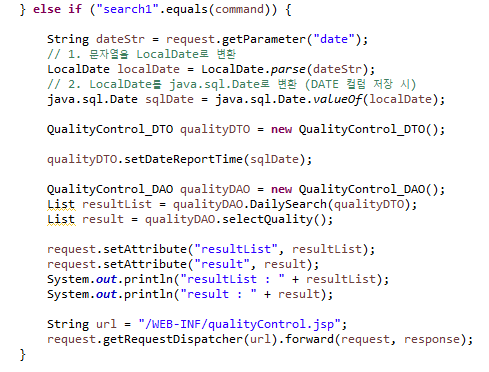 } else if ("search1".equals(command)) {
String dateStr = request.getParameter("date");
// 1. 문자열을 LocalDate로 변환
LocalDate localDate = LocalDate.parse(dateStr);
// 2. LocalDate를 java.sql.Date로 변환 (DATE 컬럼 저장 시)
java.sql.Date sqlDate = java.sql.Date.valueOf(localDate);
QualityControl_DTO qualityDTO = new QualityControl_DTO();
qualityDTO.setDateReportTime(sqlDate);
QualityControl_DAO qualityDAO = new QualityControl_DAO();
List resultList = qualityDAO.DailySearch(qualityDTO);
List result = qualityDAO.selectQuality();
request.setAttribute("resultList", resultList);
request.setAttribute("result", result);
System.out.println("resultList : " + resultList);
System.out.println("result : " + result);
String url = "/WEB-INF/qualityControl.jsp";
request.getRequestDispatcher(url).forward(request, response);
}